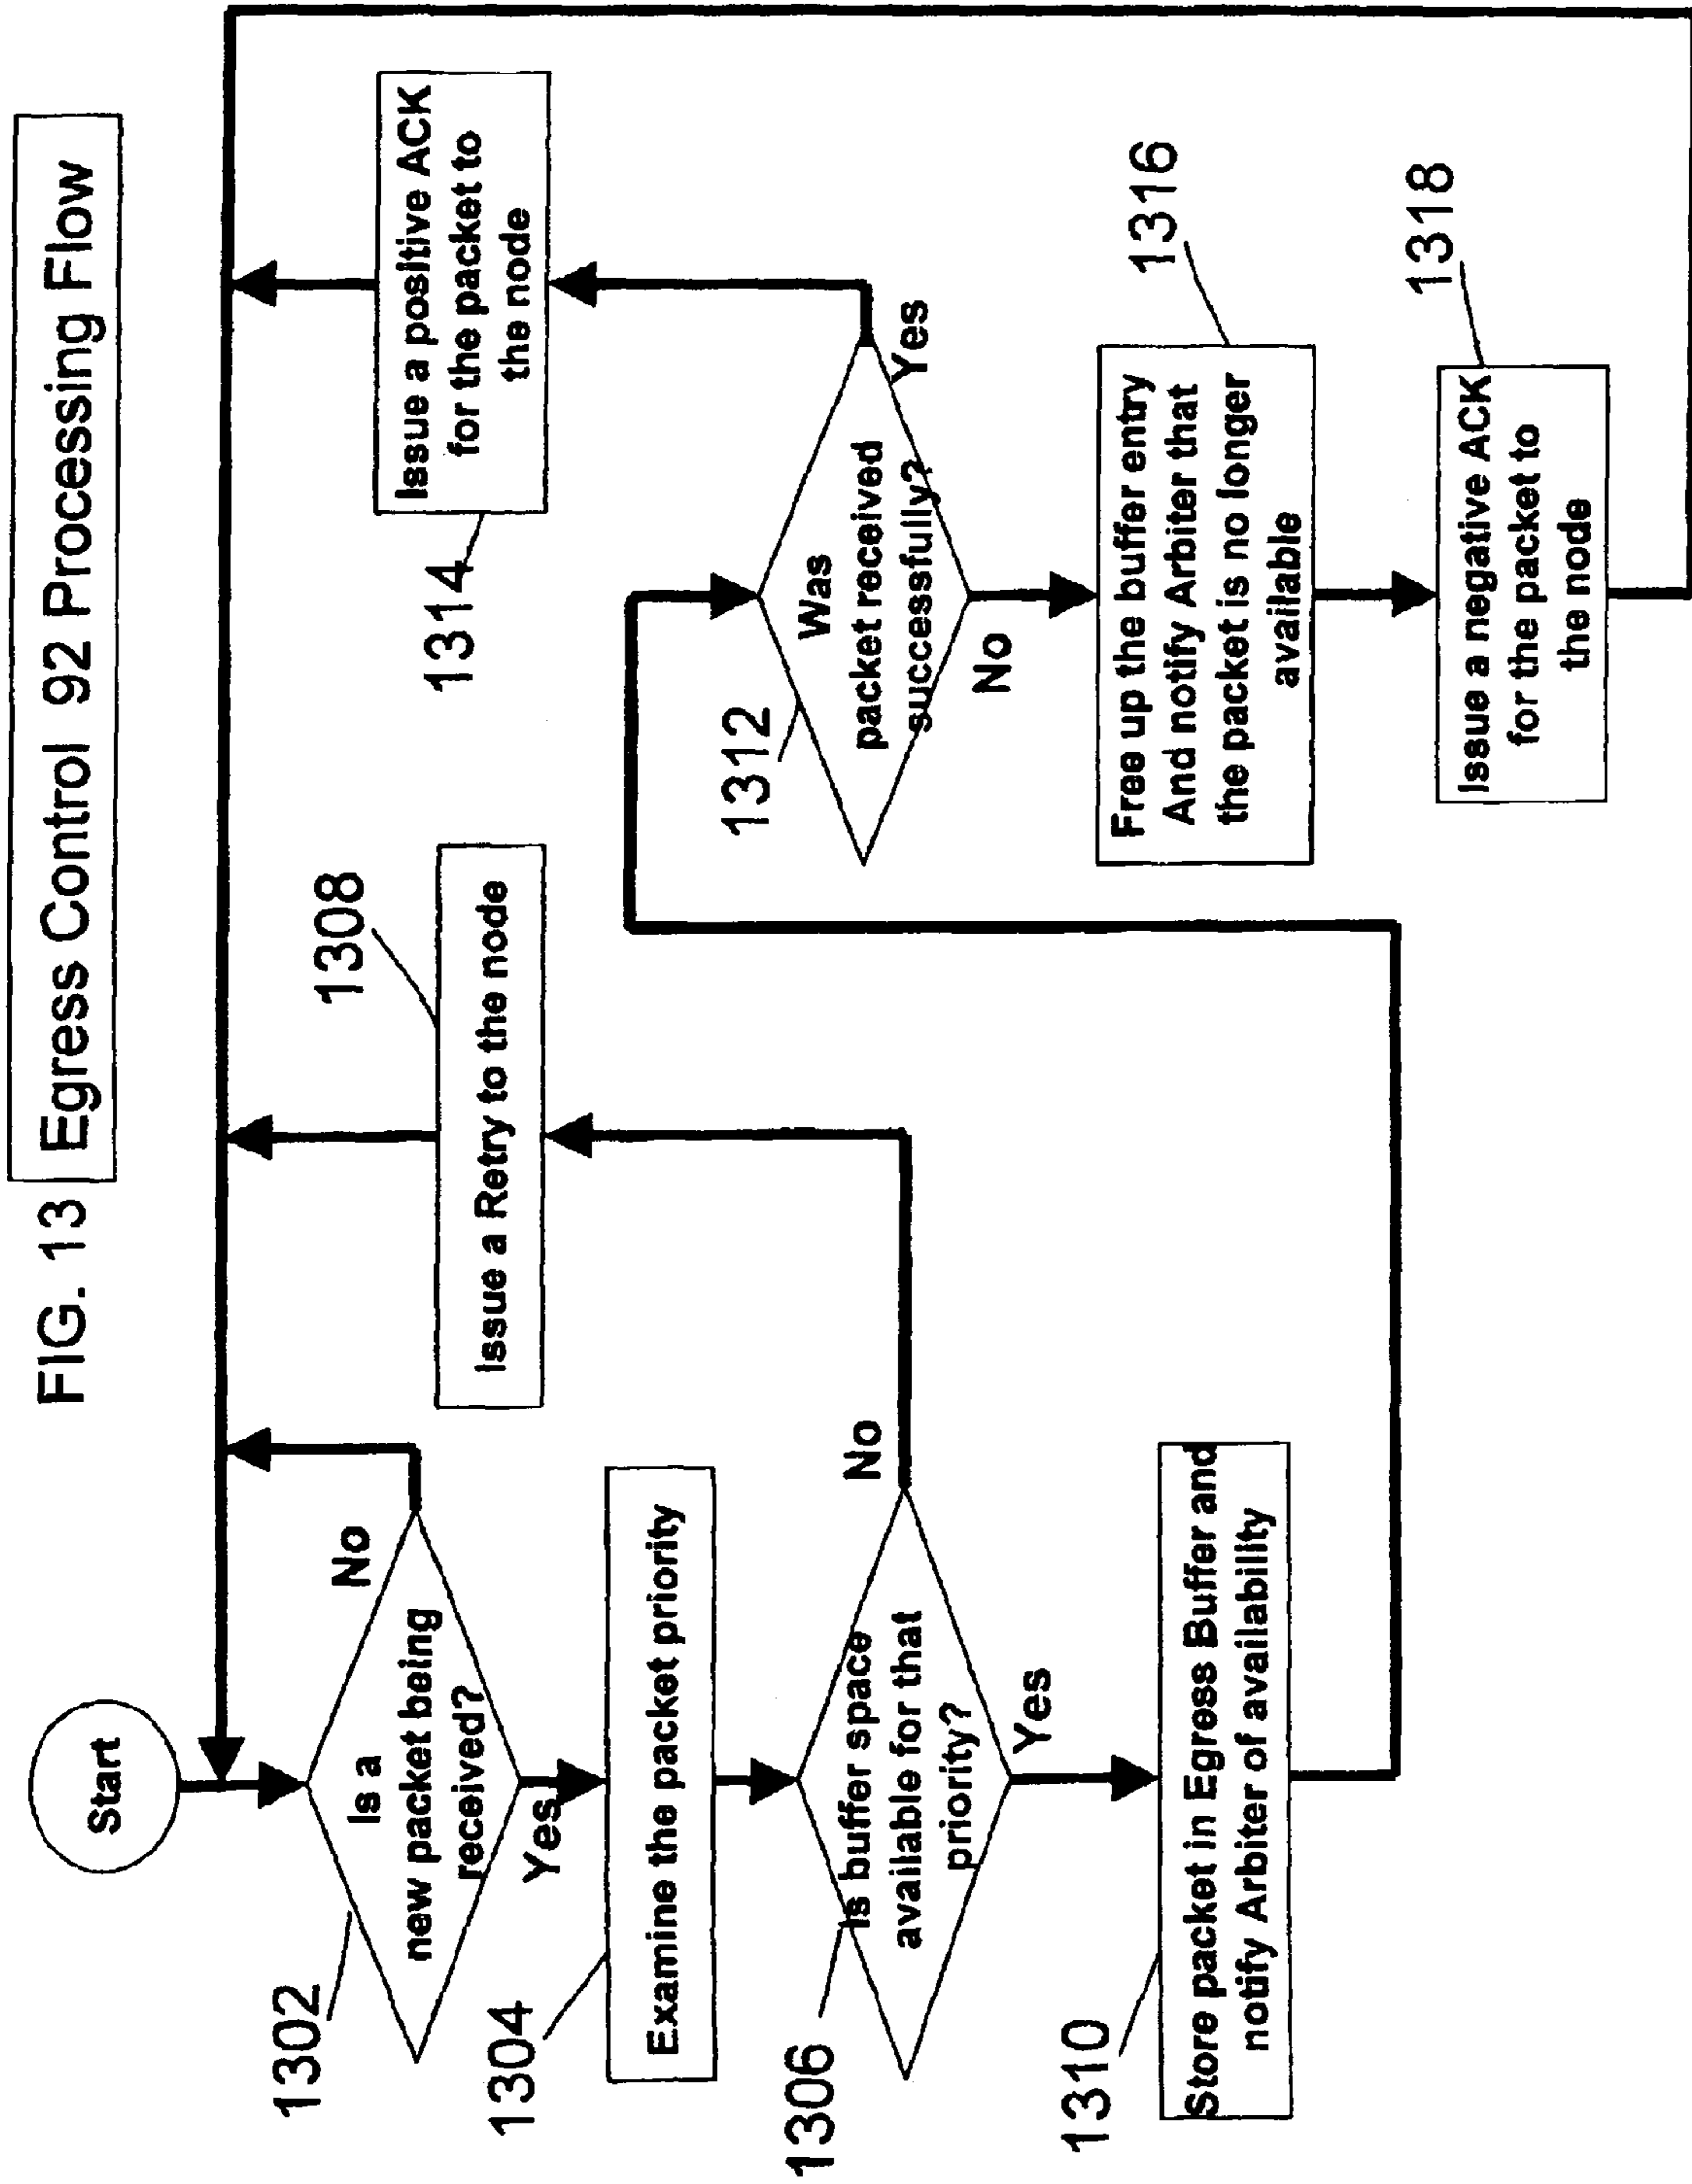 FIG. 13
Egress Control 92 Processing Flow
Start
1302
Is a
new packet being
received?
No
Yes
1304
Examine the packet priority
1306
Is buffer space
available for that
priority?
No
Yes
1308
Issue a Retry to the node
1310
Store packet in Egress Buffer and
notify Arbiter of availability
1312
Was
packet received
successfully?
Yes
No
1314
Issue a positive ACK
for the packet to
the node
1316
Free up the buffer entry
And notify Arbiter that
the packet is no longer
available
1318
Issue a negative ACK
for the packet to
the node